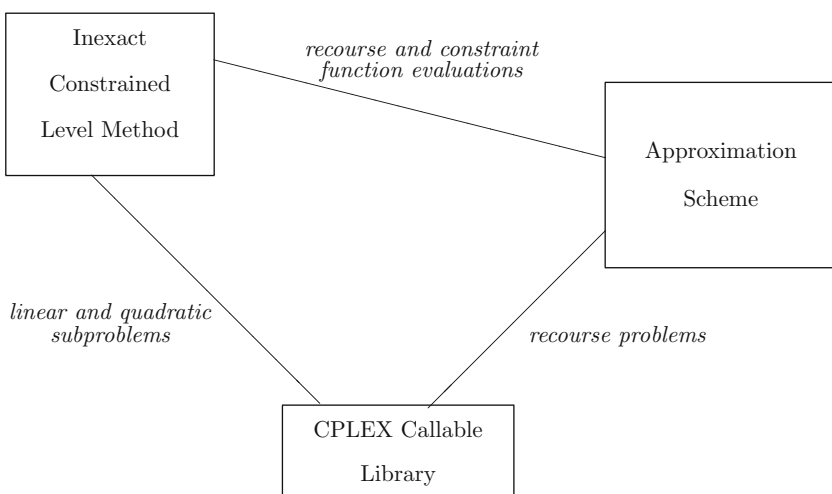 Inexact
Constrained
Level Method
recourse and constraint
function evaluations
Approximation
Scheme
linear and quadratic
subproblems
recourse problems
CPLEX Callable
Library